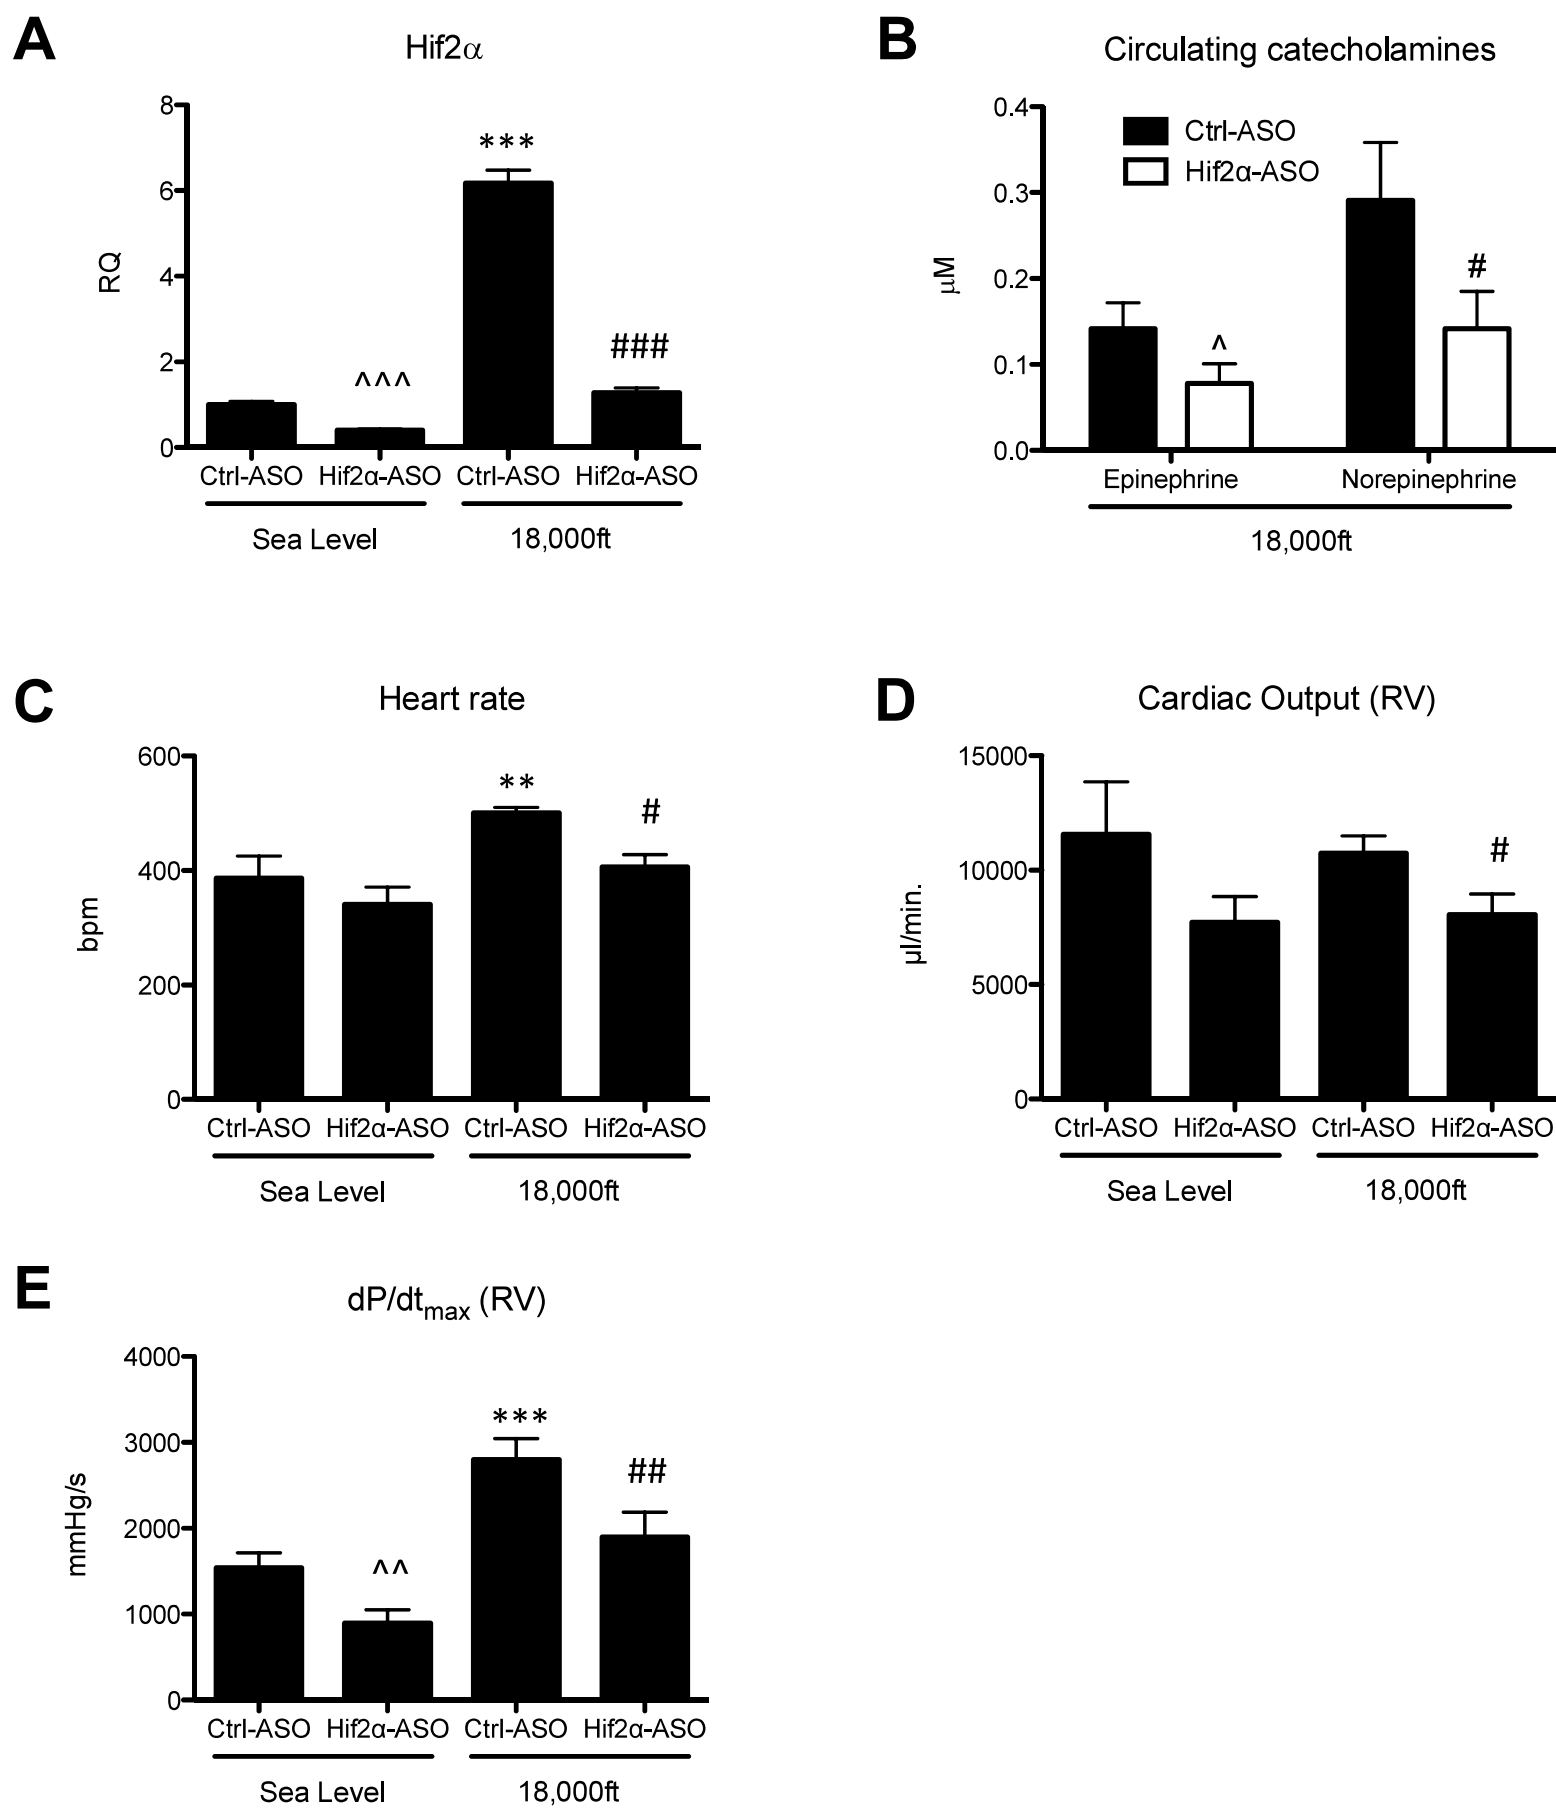 A
Hif2α
8
6
4
2
0
RQ
***
^^^
###
Ctrl-ASO Hif2α-ASO Ctrl-ASO Hif2α-ASO
Sea Level 18,000ft
B
Circulating catecholamines
0.4
0.3
0.2
0.1
0.0
μM
Ctrl-ASO
Hif2α-ASO
^
#
Epinephrine Norepinephrine
18,000ft
C
Heart rate
600
400
200
0
bpm
**
#
Ctrl-ASO Hif2α-ASO Ctrl-ASO Hif2α-ASO
Sea Level 18,000ft
D
Cardiac Output (RV)
15000
10000
5000
0
µl/min.
#
Ctrl-ASO Hif2α-ASO Ctrl-ASO Hif2α-ASO
Sea Level 18,000ft
E
dP/dtmax (RV)
4000
3000
2000
1000
0
mmHg/s
***
##
^^
Ctrl-ASO Hif2α-ASO Ctrl-ASO Hif2α-ASO
Sea Level 18,000ft